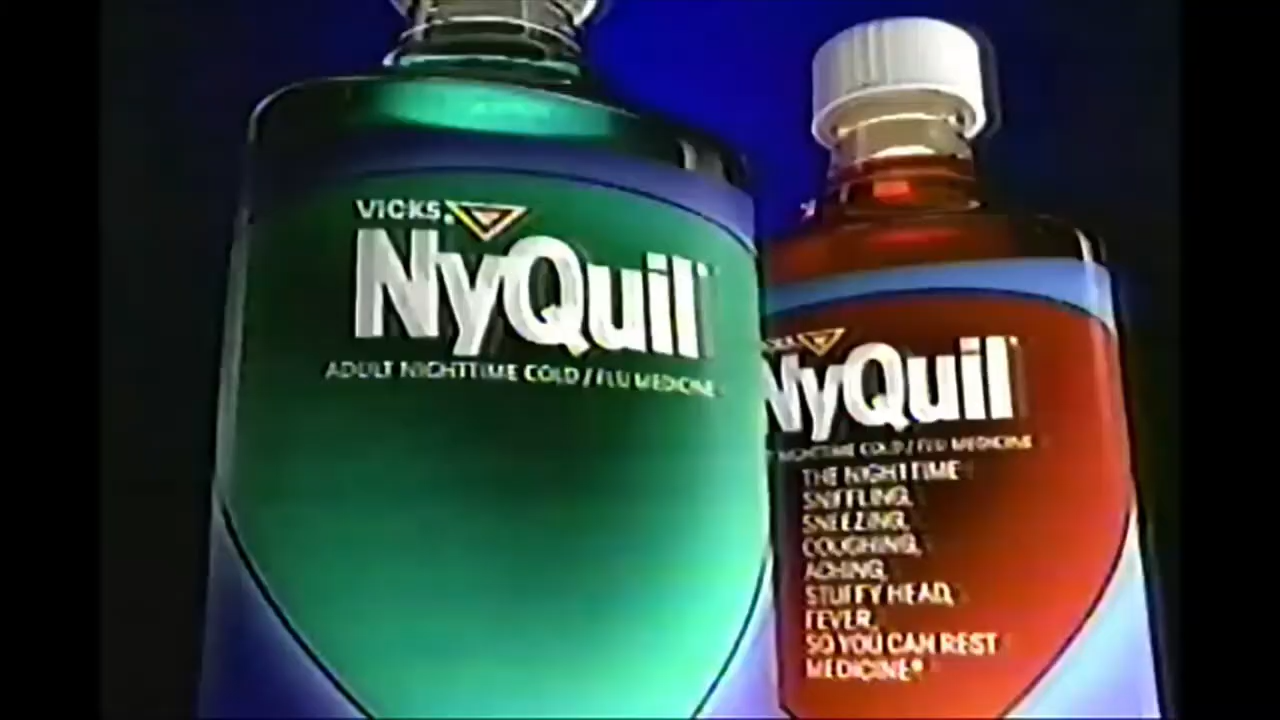 VICKS
NyQuil
ADULT NIGHTTIME COLD / FLU MEDICINE
NyQuil
NIGHTTIME COLD / FLU MEDICINE
THE NIGHTTIME
SNIFFLING,
SNEEZING,
COUGHING,
ACHING,
STUFFY HEAD,
FEVER,
SO YOU CAN REST
MEDICINE®